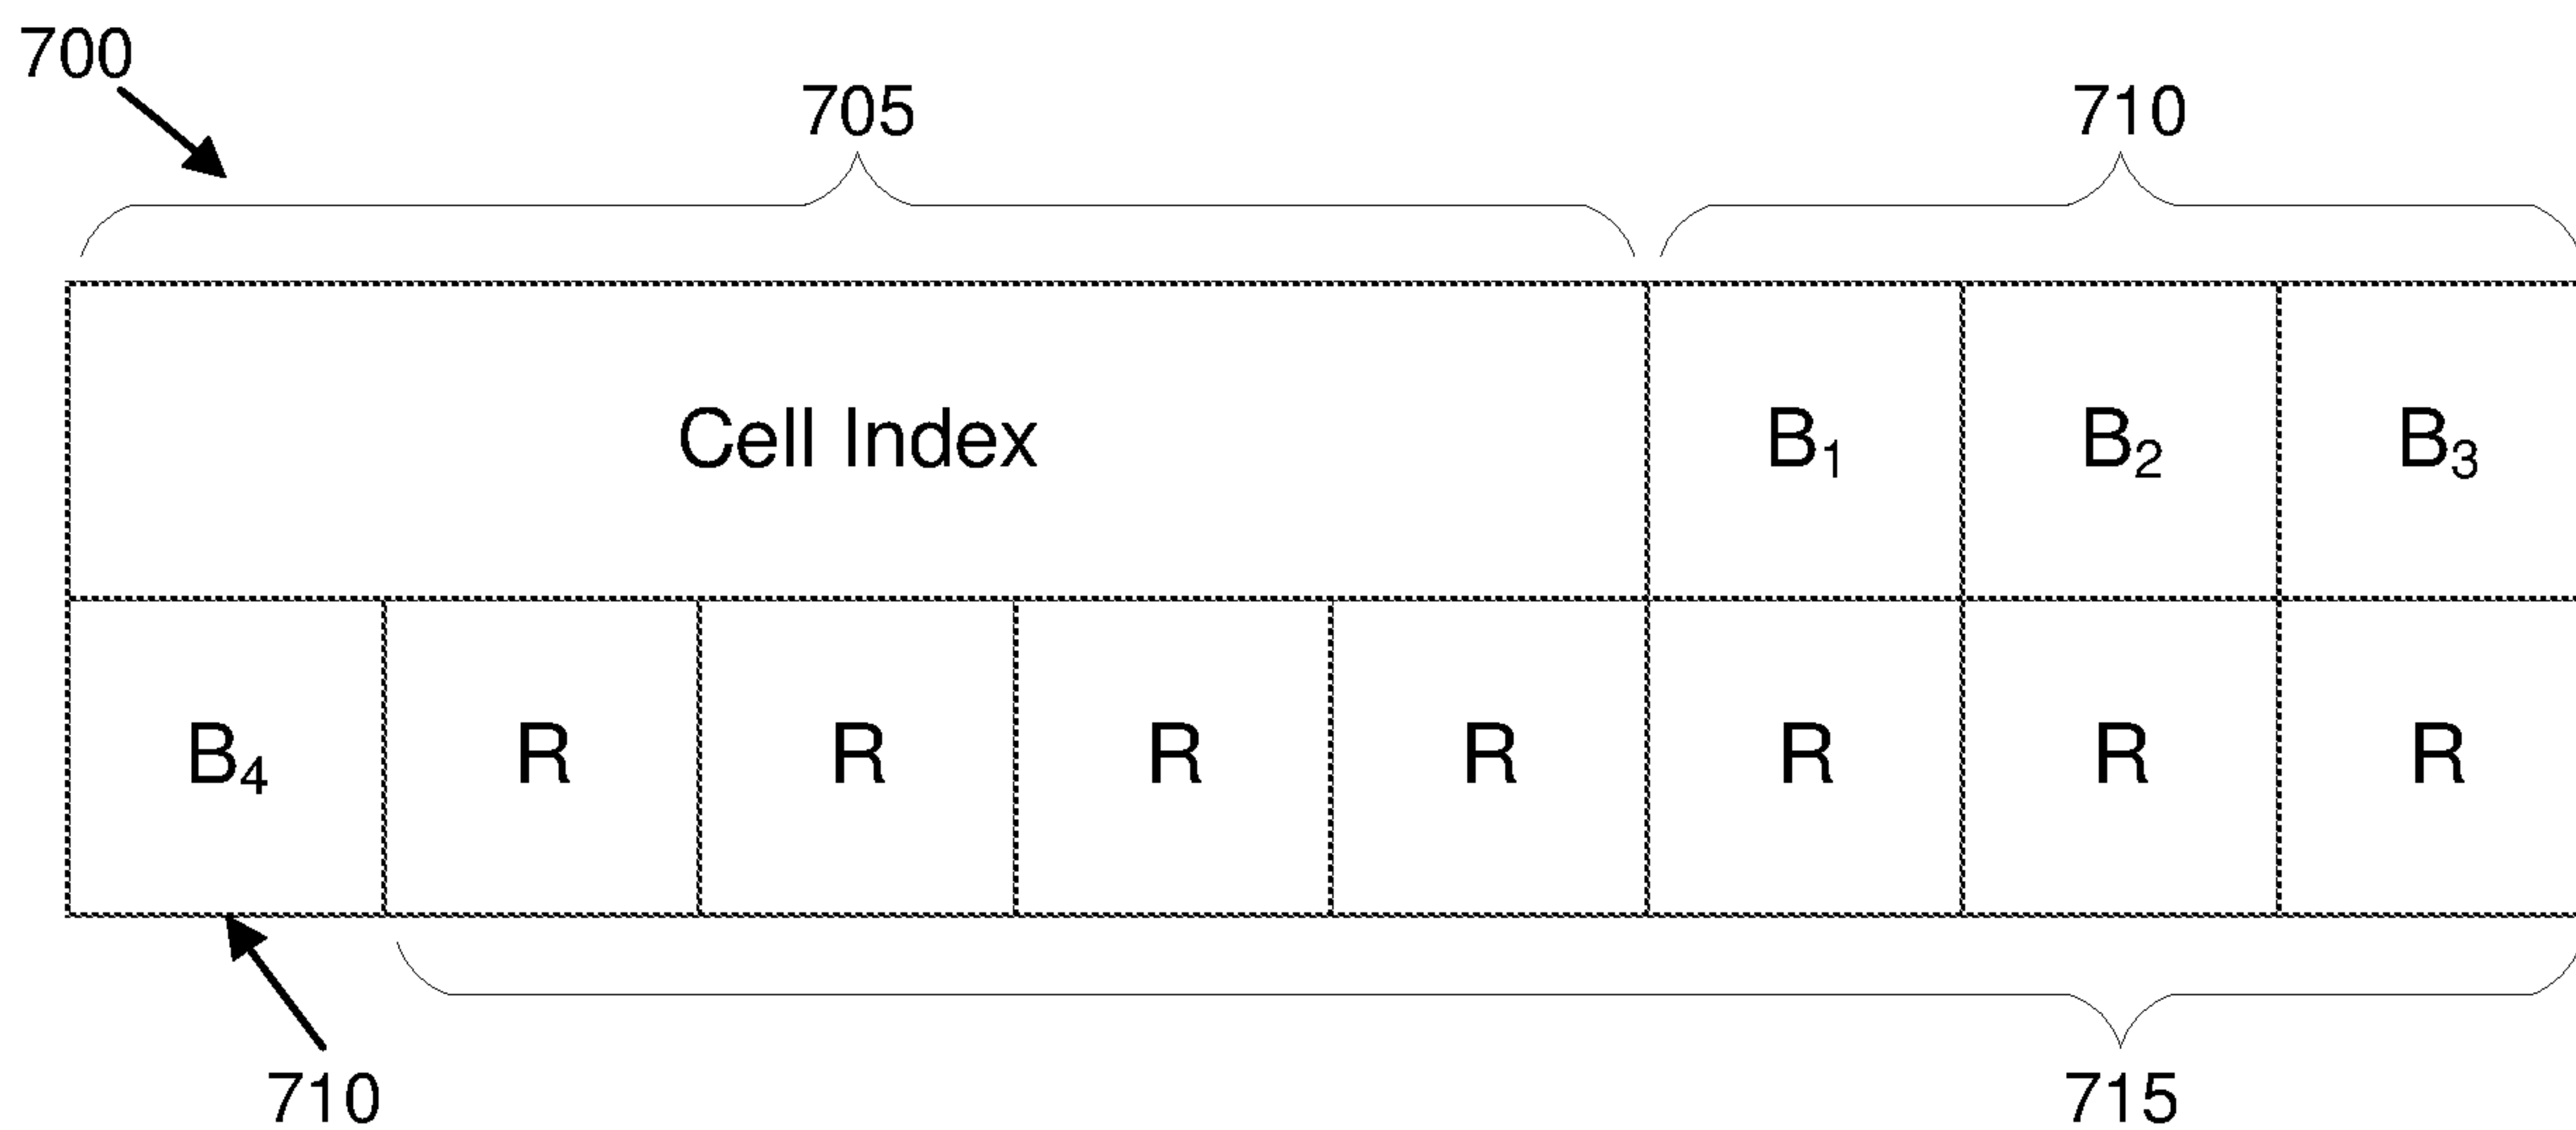 700
705 710
Cell Index B₁ B₂ B₃
B₄ R R R R R R R
710 715